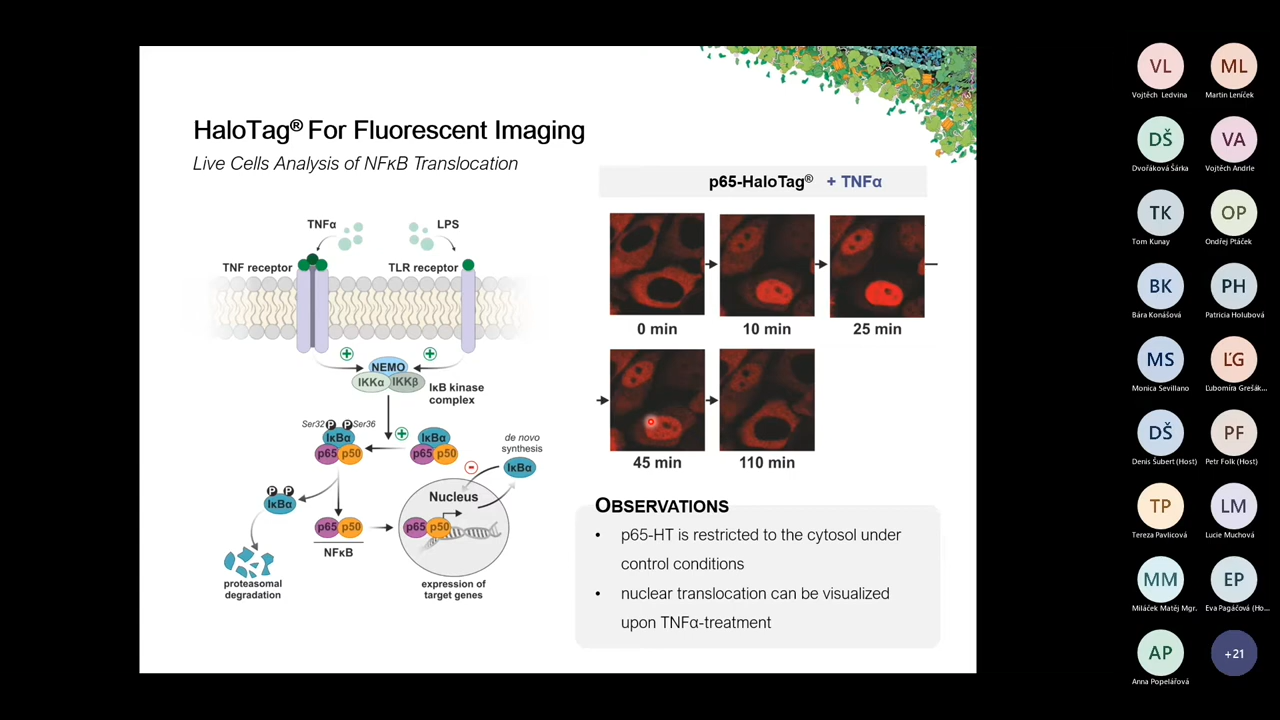 HaloTag® For Fluorescent Imaging
Live Cells Analysis of NFκB Translocation
TNFα
LPS
TNF receptor
TLR receptor
NEMO
IKKα
IKKβ
IκB kinase
complex
Ser32
P
P
Ser36
IκBα
p65
p50
IκBα
p65
p50
de novo
synthesis
IκBα
P
P
IκBα
Nucleus
p65
p50
NFκB
p65
p50
proteasomal
degradation
expression of
target genes
p65-HaloTag® + TNFα
0 min
10 min
25 min
45 min
110 min
OBSERVATIONS
• p65-HT is restricted to the cytosol under
control conditions
• nuclear translocation can be visualized
upon TNFα-treatment
VL
Vojtěch Ledvina
ML
Martin Leníček
DŠ
Dvořáková Šárka
VA
Vojtěch Andrle
TK
Tom Kunay
OP
Ondřej Ptáček
BK
Bára Konášová
PH
Patricia Holubová
MS
Monica Sevillano
ĽG
Ľubomíra Grešák...
DŠ
Denis Šubert (Host)
PF
Petr Folk (Host)
TP
Tereza Pavlicová
LM
Lucie Muchová
MM
Miláček Matěj Mgr.
EP
Eva Pagáčová (Ho...
AP
Anna Popelářová
+21